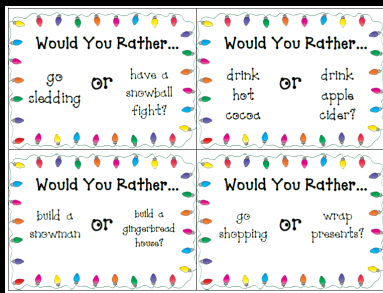 Would You Rather...
go sledding
or
have a snowball fight?
Would You Rather...
drink hot cocoa
or
drink apple cider?
Would You Rather...
build a snowman
or
build a gingerbread house?
Would You Rather...
go shopping
or
wrap presents?